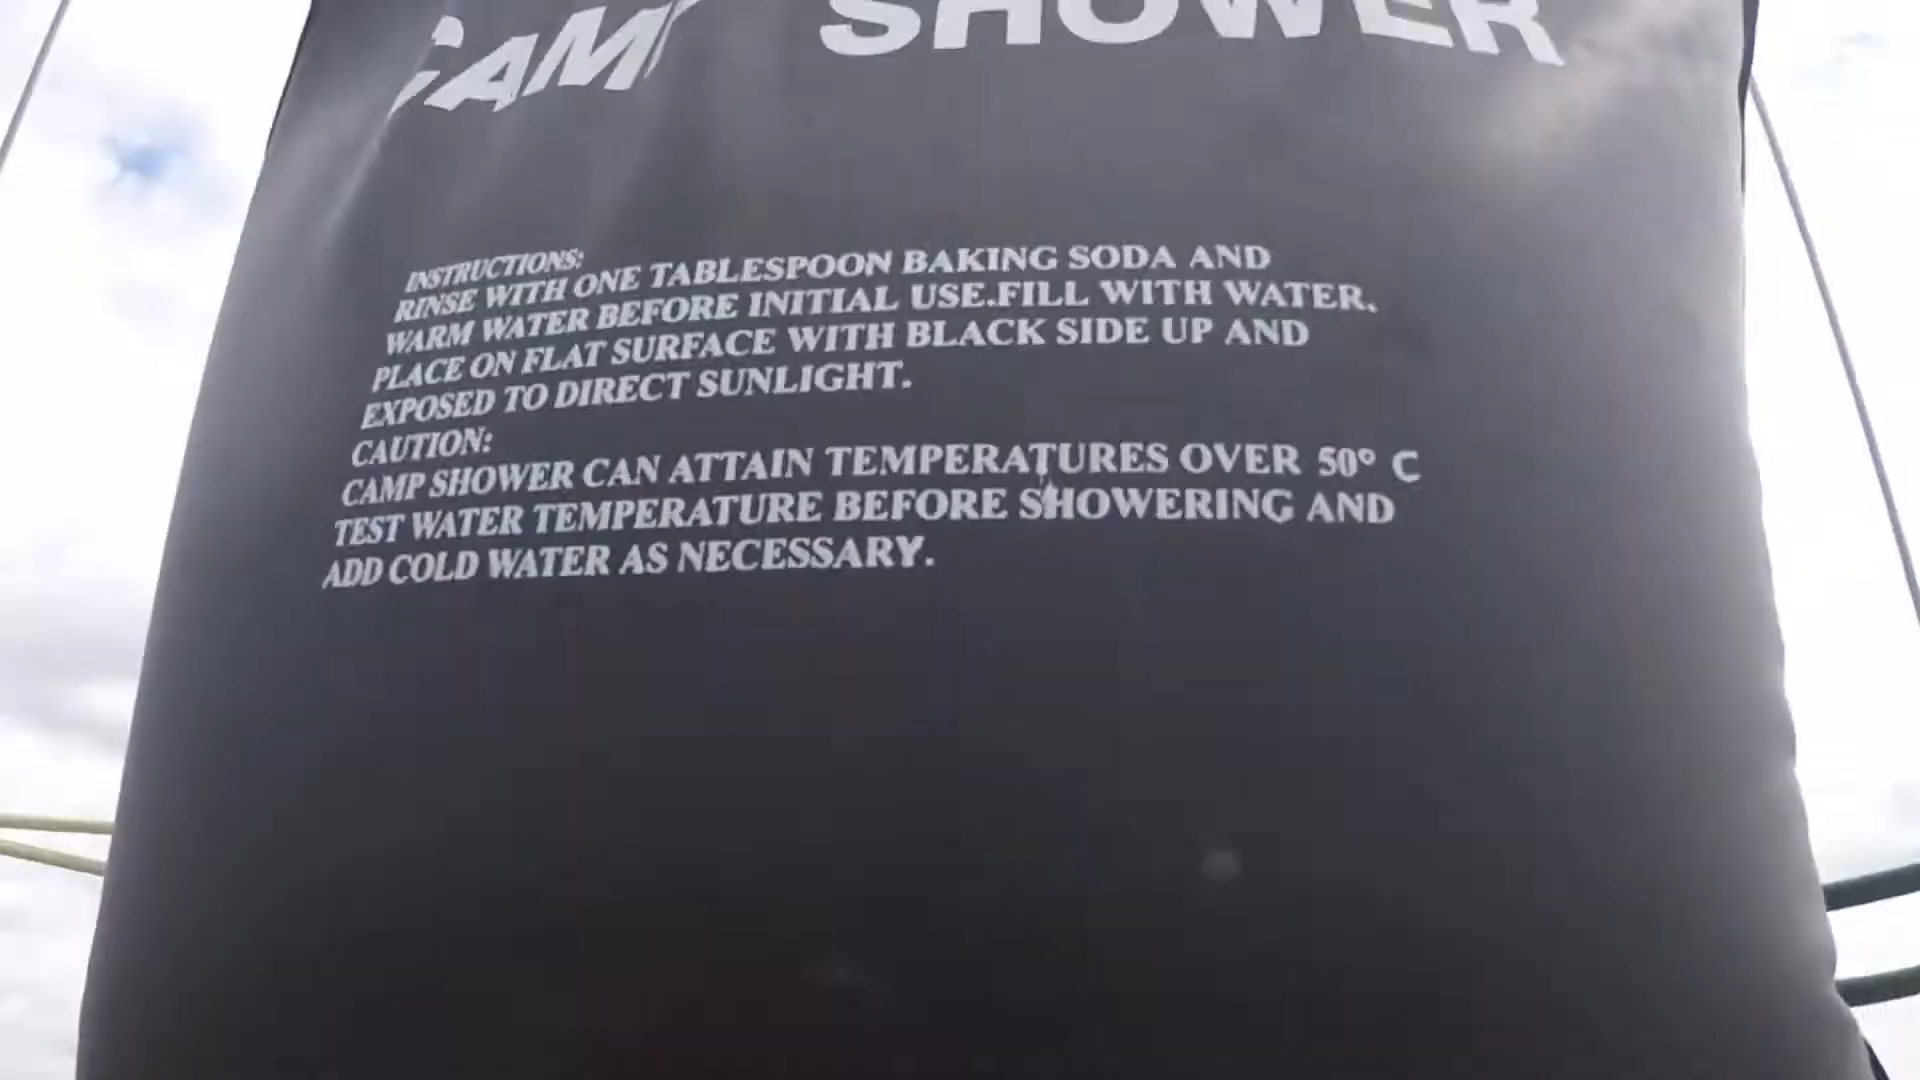 CAMP SHOWER
INSTRUCTIONS:
RINSE WITH ONE TABLESPOON BAKING SODA AND
WARM WATER BEFORE INITIAL USE.FILL WITH WATER.
PLACE ON FLAT SURFACE WITH BLACK SIDE UP AND
EXPOSED TO DIRECT SUNLIGHT.
CAUTION:
CAMP SHOWER CAN ATTAIN TEMPERATURES OVER 50° C
TEST WATER TEMPERATURE BEFORE SHOWERING AND
ADD COLD WATER AS NECESSARY.